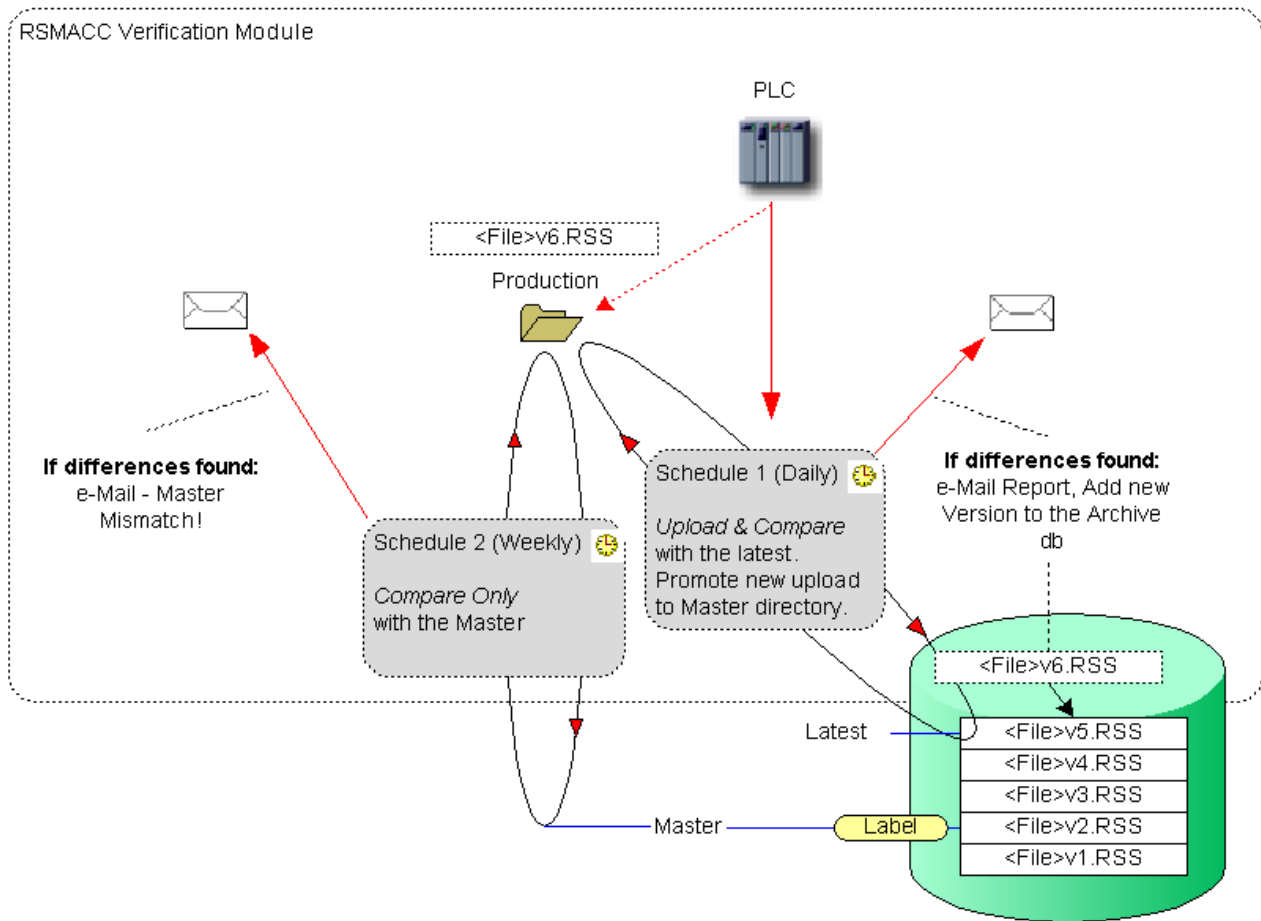 RSMACC Verification Module
PLC
<File>v6.RSS
Production
If differences found:
e-Mail - Master
Mismatch!
Schedule 2 (Weekly)
Compare Only
with the Master
Schedule 1 (Daily)
Upload & Compare
with the latest.
Promote new upload
to Master directory.
If differences found:
e-Mail Report, Add new
Version to the Archive
db
<File>v6.RSS
Latest
<File>v5.RSS
<File>v4.RSS
<File>v3.RSS
Master
Label
<File>v2.RSS
<File>v1.RSS